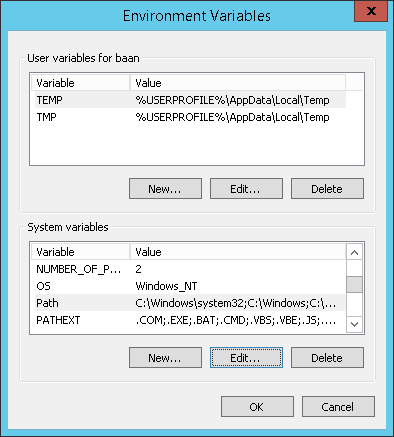 Environment Variables
x
User variables for baan
Variable Value
TEMP %USERPROFILE%\AppData\Local\Temp
TMP %USERPROFILE%\AppData\Local\Temp
New... Edit... Delete
System variables
Variable Value
NUMBER_OF_P... 2
OS Windows_NT
Path C:\Windows\system32;C:\Windows;C:\...
PATHEXT .COM;.EXE;.BAT;.CMD;.VBS;.VBE;.JS;....
New... Edit... Delete
OK Cancel